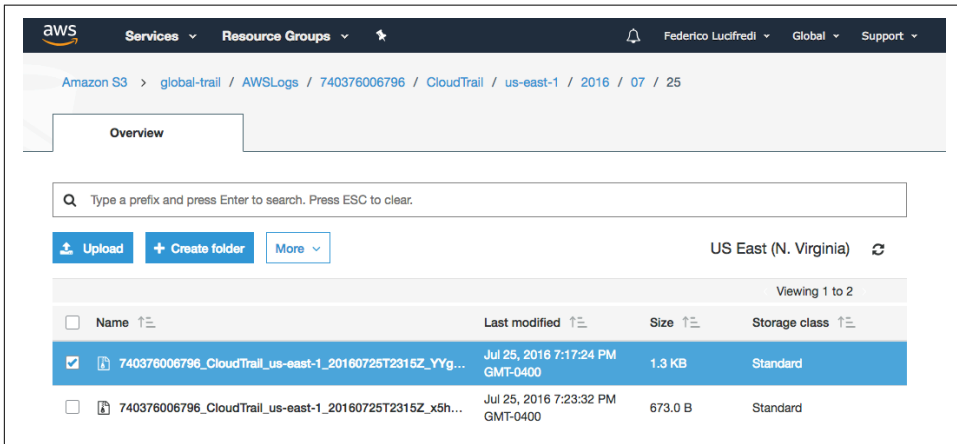 aws Services Resource Groups Federico Lucifredi Global Support
Amazon S3 > global-trail / AWSLogs / 740376006796 / CloudTrail / us-east-1 / 2016 / 07 / 25
Overview
Type a prefix and press Enter to search. Press ESC to clear.
Upload + Create folder More US East (N. Virginia)
Viewing 1 to 2
Name Last modified Size Storage class
740376006796_CloudTrail_us-east-1_20160725T2315Z_YYg... Jul 25, 2016 7:17:24 PM GMT-0400 1.3 KB Standard
740376006796_CloudTrail_us-east-1_20160725T2315Z_x5h... Jul 25, 2016 7:23:32 PM GMT-0400 673.0 B Standard